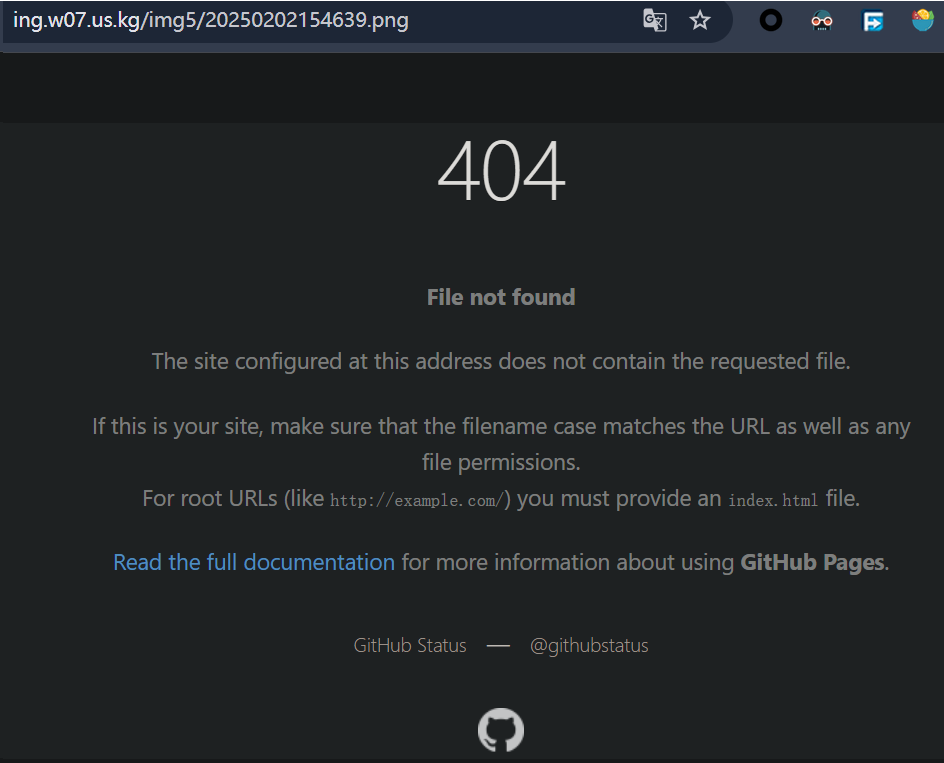 ing.w07.us.kg/img5/20250202154639.png
404
File not found
The site configured at this address does not contain the requested file.
If this is your site, make sure that the filename case matches the URL as well as any
file permissions.
For root URLs (like http://example.com/) you must provide an index.html file.
Read the full documentation for more information about using GitHub Pages.
GitHub Status — @githubstatus